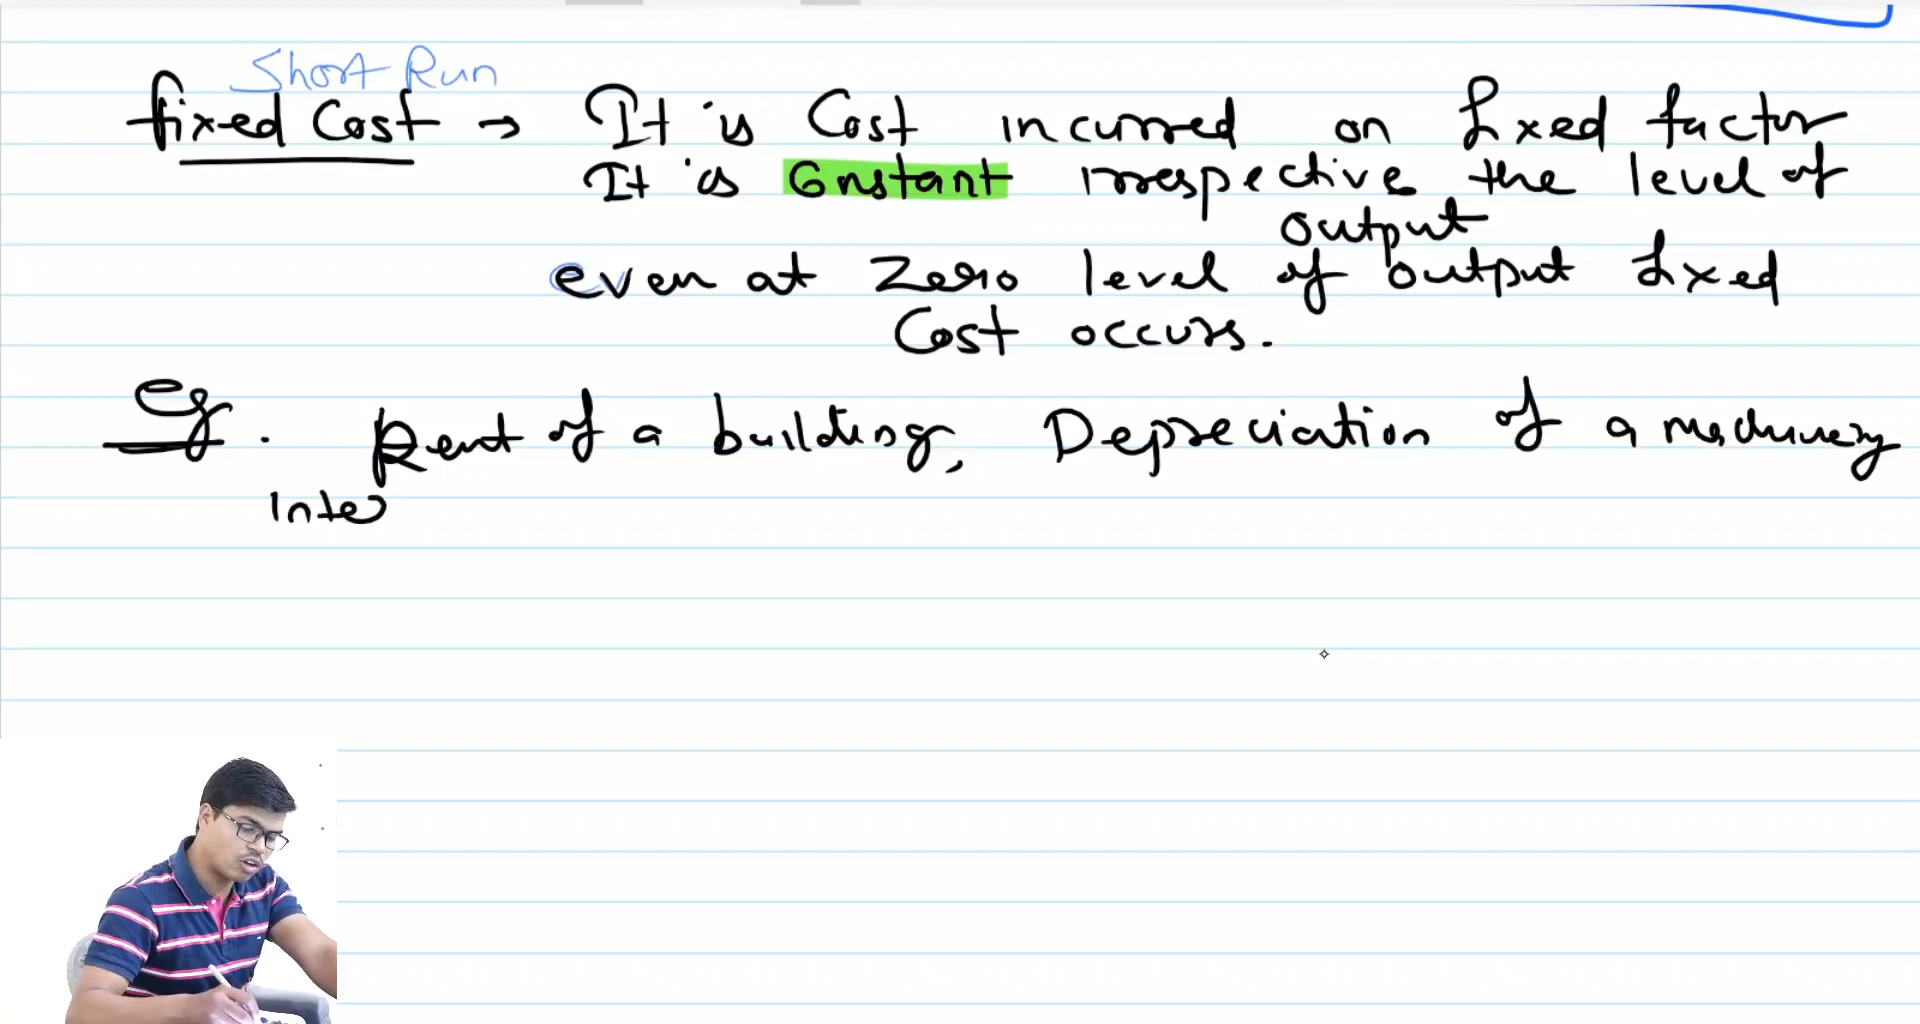 Short Run
fixed Cost → It is Cost incurred on fixed factor
It is Constant irrespective the level of
output
even at Zero level of output fixed
Cost occurs.
eg. Rent of a building, Depreciation of a machinery
Inte